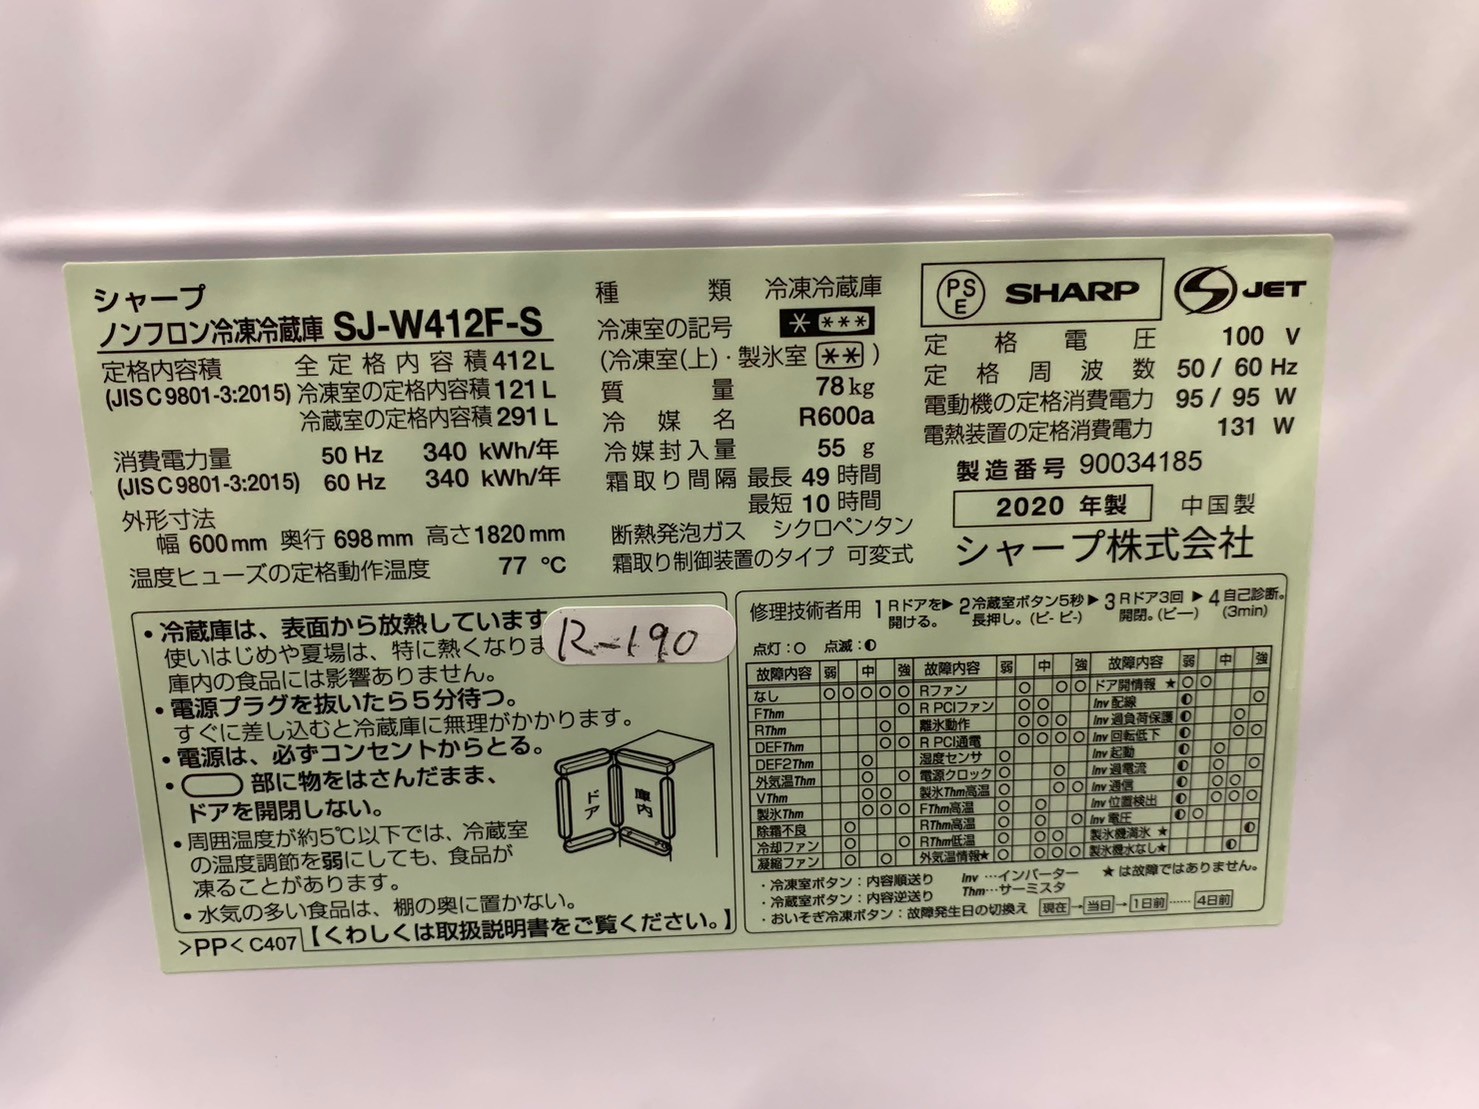 シャープ
ノンフロン冷凍冷蔵庫 SJ-W412F-S
定格内容積 全定格内容積 412 L
(JIS C 9801-3:2015) 冷凍室の定格内容積 121 L
冷蔵室の定格内容積 291 L
消費電力量 50 Hz 340 kWh/年
(JIS C 9801-3:2015) 60 Hz 340 kWh/年
外形寸法
幅 600 mm 奥行 698 mm 高さ 1820 mm
温度ヒューズの定格動作温度 77 ℃
種類 冷凍冷蔵庫
冷凍室の記号 * ***
(冷凍室(上)・製氷室 ** )
質量 78 kg
冷媒名 R600a
冷媒封入量 55 g
霜取り間隔 最長 49 時間
最短 10 時間
断熱発泡ガス シクロペンタン
霜取り制御装置のタイプ 可変式
PS E SHARP S JET
定格電圧 100 V
定格周波数 50 / 60 Hz
電動機の定格消費電力 95 / 95 W
電熱装置の定格消費電力 131 W
製造番号 90034185
2020 年製 中国製
シャープ株式会社
・冷蔵庫は、表面から放熱しています
使いはじめや夏場は、特に熱くなりま
庫内の食品には影響ありません。
・電源プラグを抜いたら5分待つ。
すぐに差し込むと冷蔵庫に無理がかかります。
・電源は、必ずコンセントからとる。
・ 部に物をはさんだまま、
ドアを開閉しない。
・周囲温度が約5℃以下では、冷蔵室
の温度調節を弱にしても、食品が
凍ることがあります。
・水気の多い食品は、棚の奥に置かない。
>PP< C407 【くわしくは取扱説明書をご覧ください。】
R-190
ドア 庫内
修理技術者用 1 Rドアを開ける。▶ 2 冷蔵室ボタン5秒長押し。(ピ- ピ-) ▶ 3 Rドア3回開閉。(ピー) ▶ 4 自己診断。(3min)
点灯:○ 点滅:◐
故障内容 弱 中 強 故障内容 弱 中 強 故障内容 弱 中 強
なし ○ ○ ○ ○ ○ Rファン ○ ○ ○ ドア開情報 ★ ○ ○
FThm ○ R PCIファン ○ ○ Inv 配線 ◐ ○
RThm ○ 離氷動作 ○ ○ ○ Inv 過負荷保護 ◐ ○
DEFThm ○ ○ R PCI通電 ○ ○ ○ ○ Inv 回転低下 ◐ ○ ○
DEF2Thm ○ 湿度センサ ○ Inv 起動 ◐ ○
外気温Thm ○ ○ 電源クロック ○ ○ Inv 過電流 ◐ ○ ○
VThm ○ ○ 製氷Thm高温 ○ ○ ○ Inv 通信 ◐ ○ ○
製氷Thm ○ ○ ○ FThm高温 ○ ○ Inv 位置検出 ◐ ○ ○ ○
除霜不良 ○ RThm高温 ○ ○ ○ Inv 電圧 ◐ ○
冷却ファン ○ ○ RThm低温 ○ ○ ○ 製氷機満氷 ★ ◐
凝縮ファン ○ ○ 外気温情報★ ○ ○ ○ ○ 製氷機水なし★ ◐
・冷凍室ボタン:内容順送り Inv …インバーター ★は故障ではありません。
・冷蔵室ボタン:内容逆送り Thm…サーミスタ
・おいそぎ冷凍ボタン:故障発生日の切換え 現在→当日→1日前……4日前